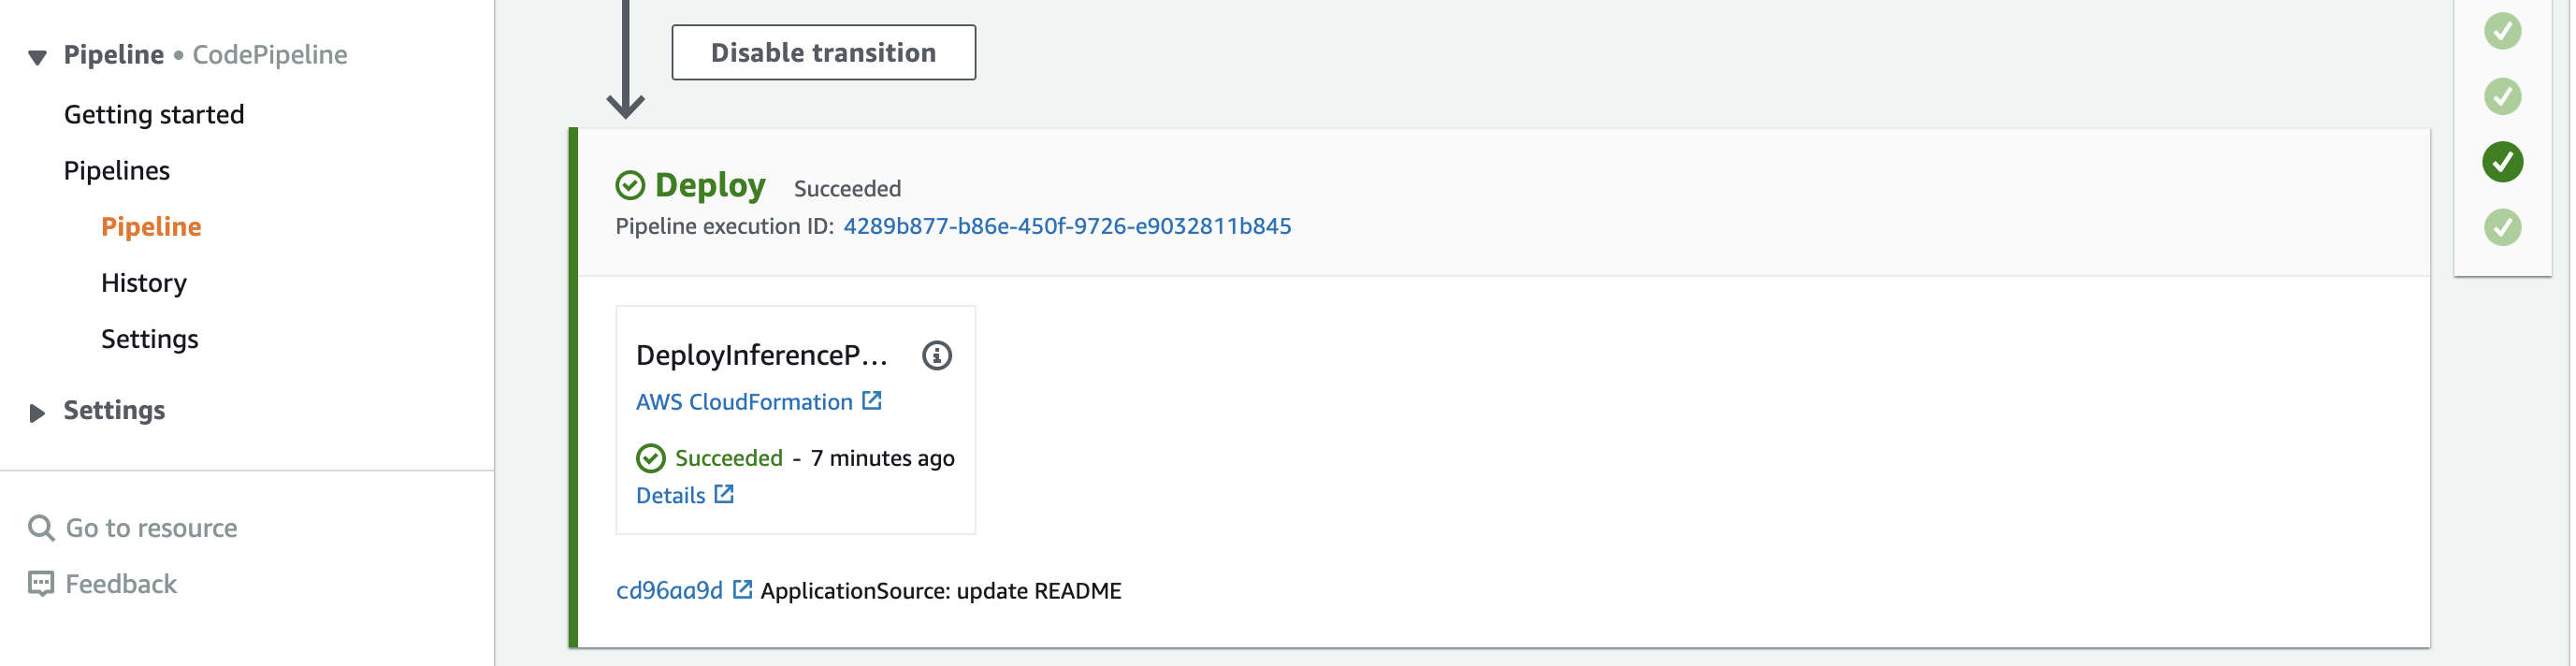 Pipeline • CodePipeline
Getting started
Pipelines
Pipeline
History
Settings
Settings
Go to resource
Feedback
Disable transition
Deploy Succeeded
Pipeline execution ID: 4289b877-b86e-450f-9726-e9032811b845
DeployInferenceP...
AWS CloudFormation
Succeeded - 7 minutes ago
Details
cd96aa9d ApplicationSource: update README